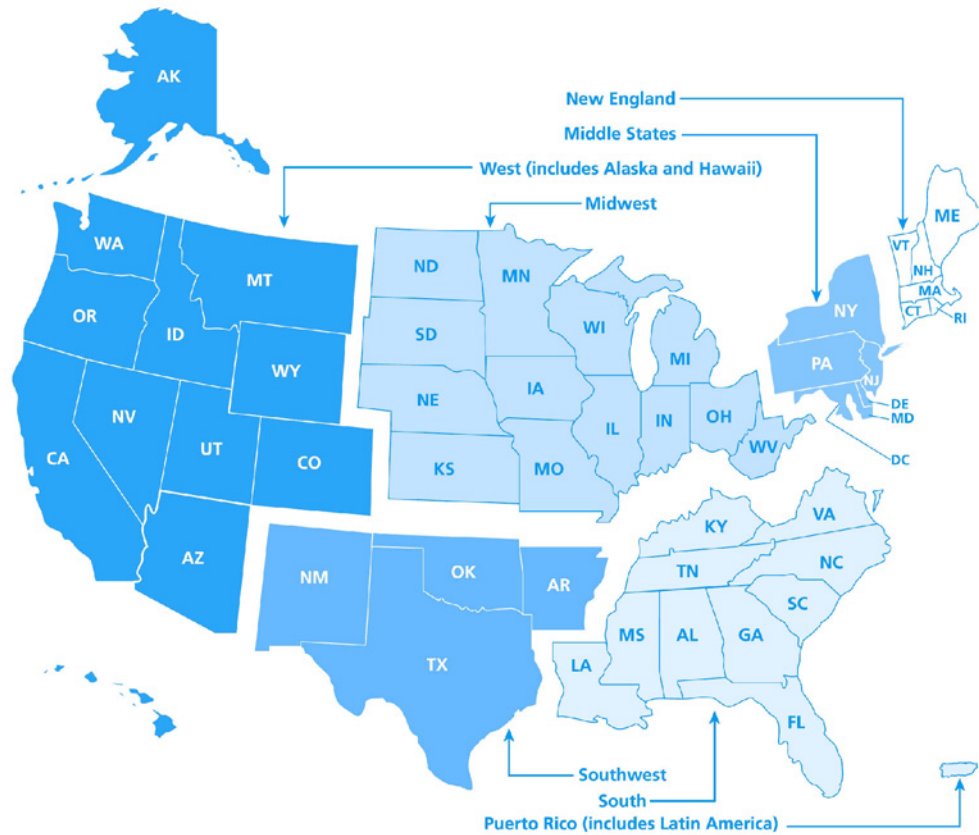 AK
New England
Middle States
West (includes Alaska and Hawaii)
Midwest
ME
WA
VT
ND
MN
MT
NH
MA
OR
NY
CT
RI
ID
SD
WI
MI
WY
PA
NJ
NE
IA
DE
MD
NV
OH
IL
IN
UT
WV
CA
CO
KS
MO
DC
VA
KY
AZ
NC
OK
TN
NM
AR
SC
MS
AL
GA
TX
LA
FL
Southwest
South
Puerto Rico (includes Latin America)